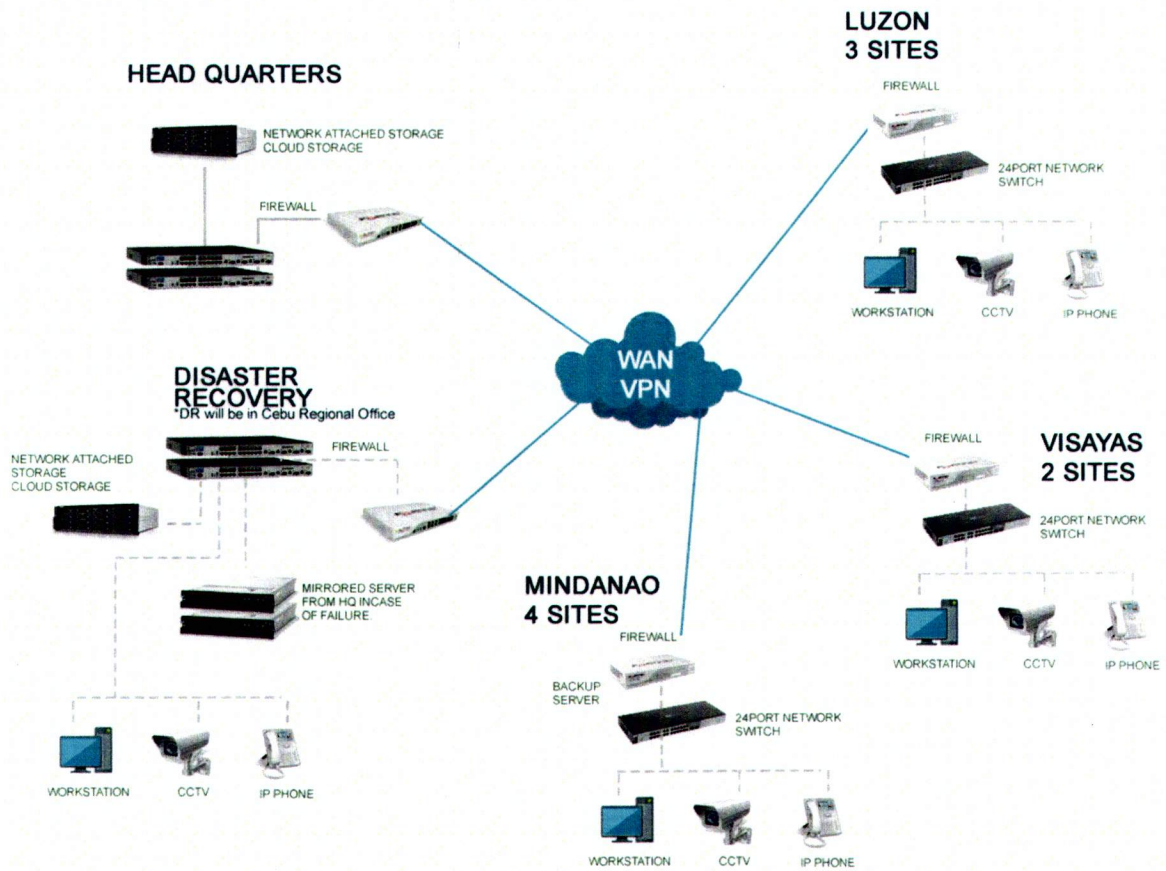 LUZON
3 SITES
FIREWALL
24PORT NETWORK
SWITCH
WORKSTATION
CCTV
IP PHONE
HEAD QUARTERS
NETWORK ATTACHED STORAGE
CLOUD STORAGE
FIREWALL
WAN
VPN
DISASTER
RECOVERY
*DR will be in Cebu Regional Office
FIREWALL
NETWORK ATTACHED
STORAGE
CLOUD STORAGE
MIRRORED SERVER
FROM HQ INCASE
OF FAILURE.
WORKSTATION
CCTV
IP PHONE
VISAYAS
2 SITES
FIREWALL
24PORT NETWORK
SWITCH
WORKSTATION
CCTV
IP PHONE
MINDANAO
4 SITES
FIREWALL
BACKUP
SERVER
24PORT NETWORK
SWITCH
WORKSTATION
CCTV
IP PHONE